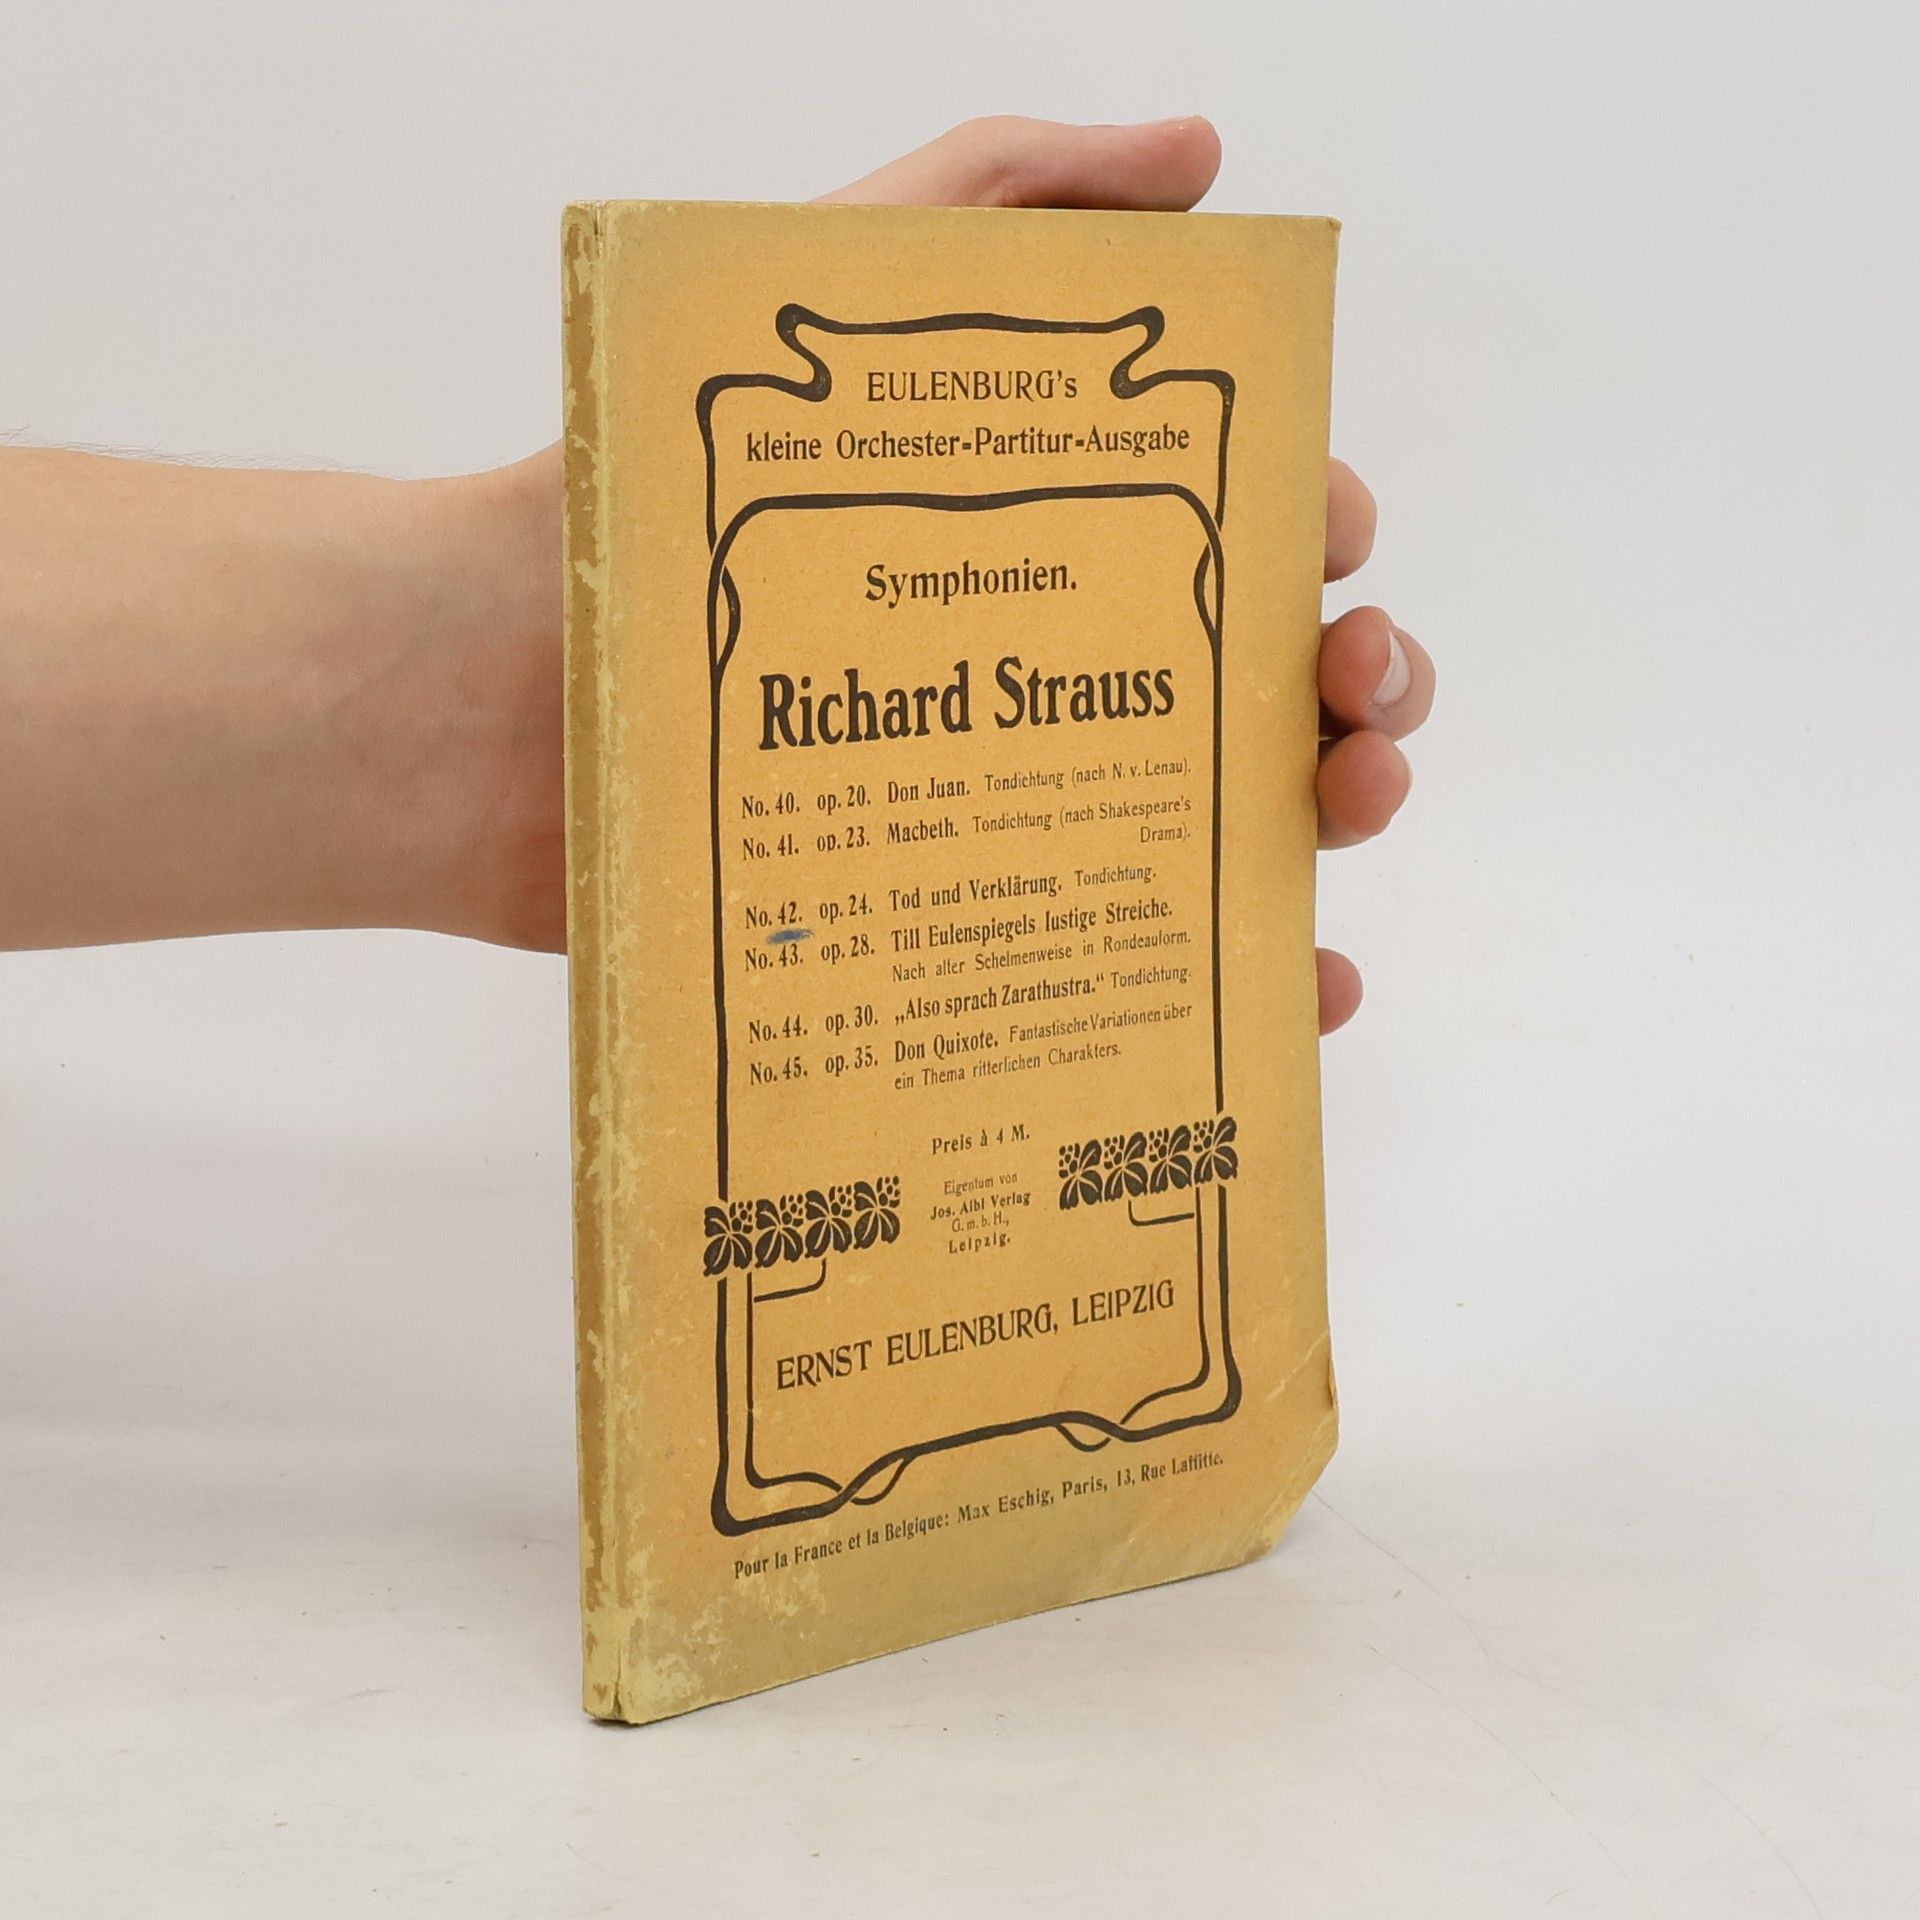 EULENBURG's
kleine Orchester=Partitur=Ausgabe
Symphonien.
Richard Strauss
No. 40. op. 20. Don Juan. Tondichtung (nach N. v. Lenau).
No. 41. op. 23. Macbeth. Tondichtung (nach Shakespeare's
Drama).
No. 42. op. 24. Tod und Verklärung. Tondichtung.
No. 43. op. 28. Till Eulenspiegels lustige Streiche.
Nach alter Schelmenweise in Rondeauform.
No. 44. op. 30. „Also sprach Zarathustra." Tondichtung.
No. 45. op. 35. Don Quixote. Fantastische Variationen über
ein Thema ritterlichen Charakters.
Preis à 4 M.
Eigentum von
Jos. Aibl Verlag
G. m. b. H.,
Leipzig.
ERNST EULENBURG, LEIPZIG
Pour la France et la Belgique: Max Eschig, Paris, 13, Rue Laffitte.